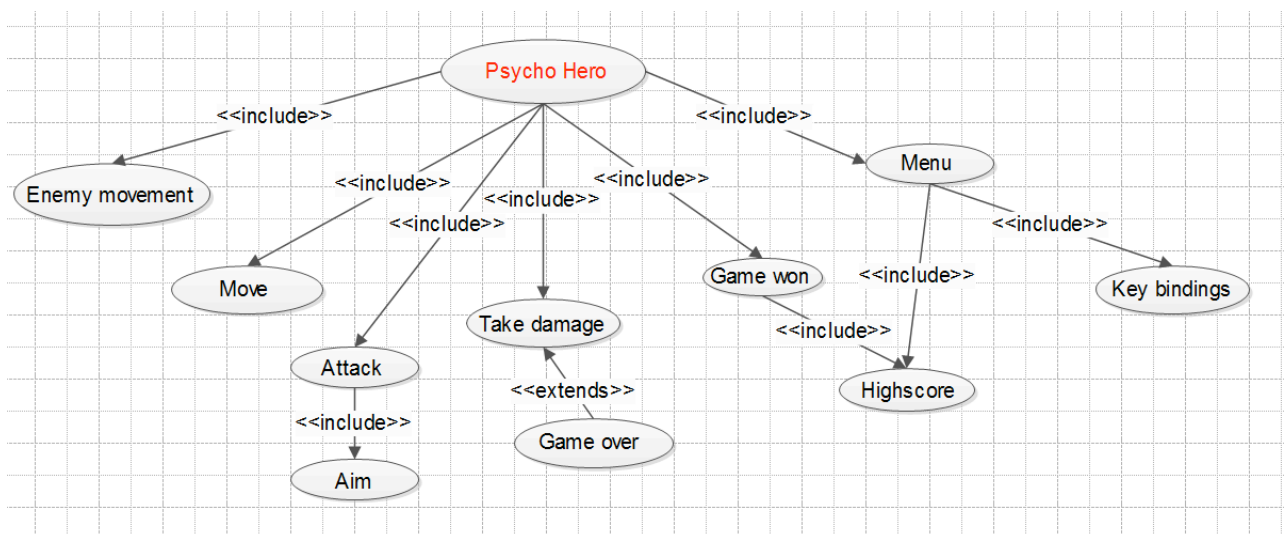 Psycho Hero
<<include>>
<<include>>
Menu
Enemy movement
<<include>>
<<include>>
<<include>>
<<include>>
<<include>>
Game won
<<include>>
Move
Key bindings
Take damage
<<include>>
Attack
<<extends>>
Highscore
<<include>>
Game over
Aim